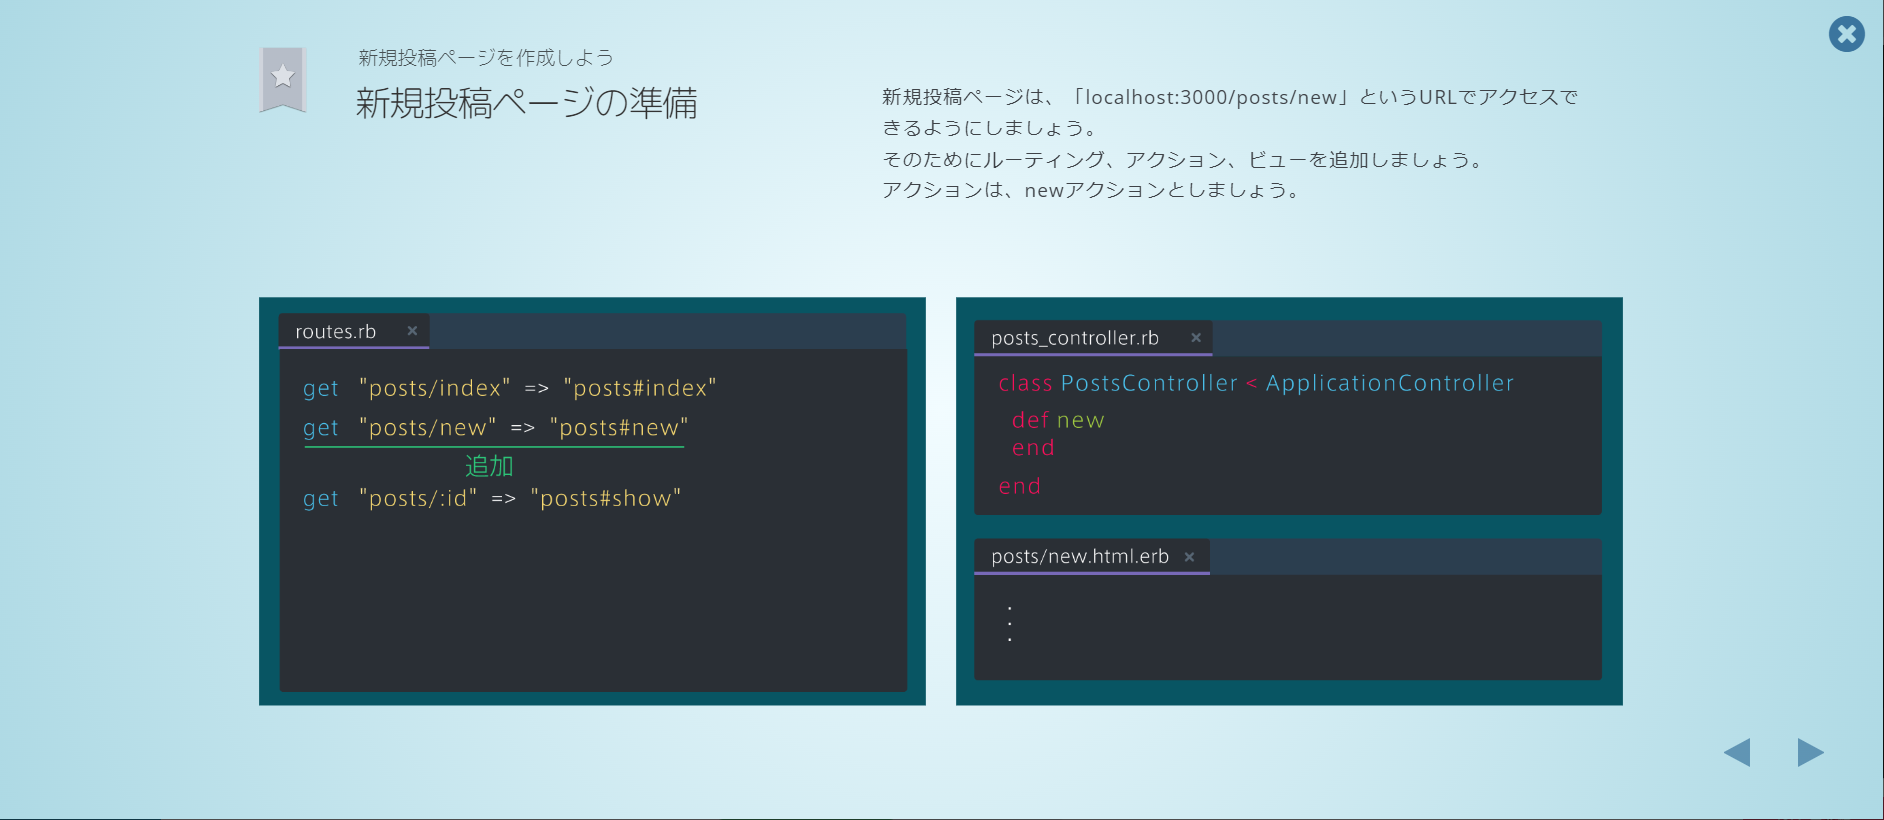 新規投稿ページを作成しよう
新規投稿ページの準備
新規投稿ページは、「localhost:3000/posts/new」というURLでアクセスで
きるようにしましょう。
そのためにルーティング、アクション、ビューを追加しましょう。
アクションは、newアクションとしましょう。
routes.rb ×
get "posts/index" => "posts#index"
get "posts/new" => "posts#new"
追加
get "posts/:id" => "posts#show"
posts_controller.rb ×
class PostsController < ApplicationController
def new
end
end
posts/new.html.erb ×
.
.
.